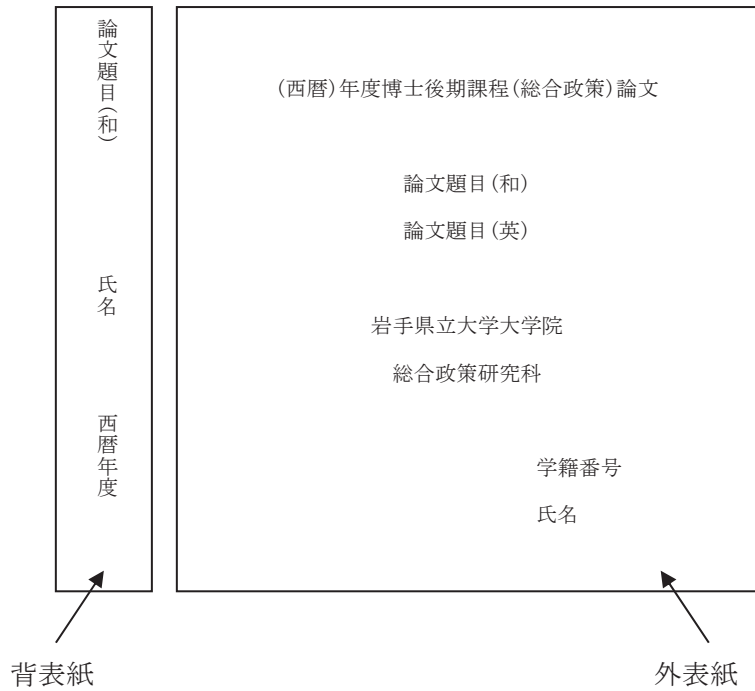 論文題目(和)
氏名
西暦年度
(西暦)年度博士後期課程(総合政策)論文
論文題目(和)
論文題目(英)
岩手県立大学大学院
総合政策研究科
学籍番号
氏名
背表紙
外表紙